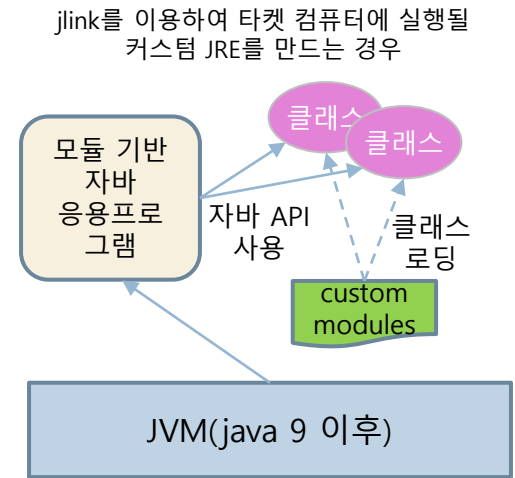 jlink를 이용하여 타켓 컴퓨터에 실행될
커스텀 JRE를 만드는 경우
클래스
클래스
모듈 기반
자바
응용프로
그램
자바 API
사용
클래스
로딩
custom
modules
JVM(java 9 이후)